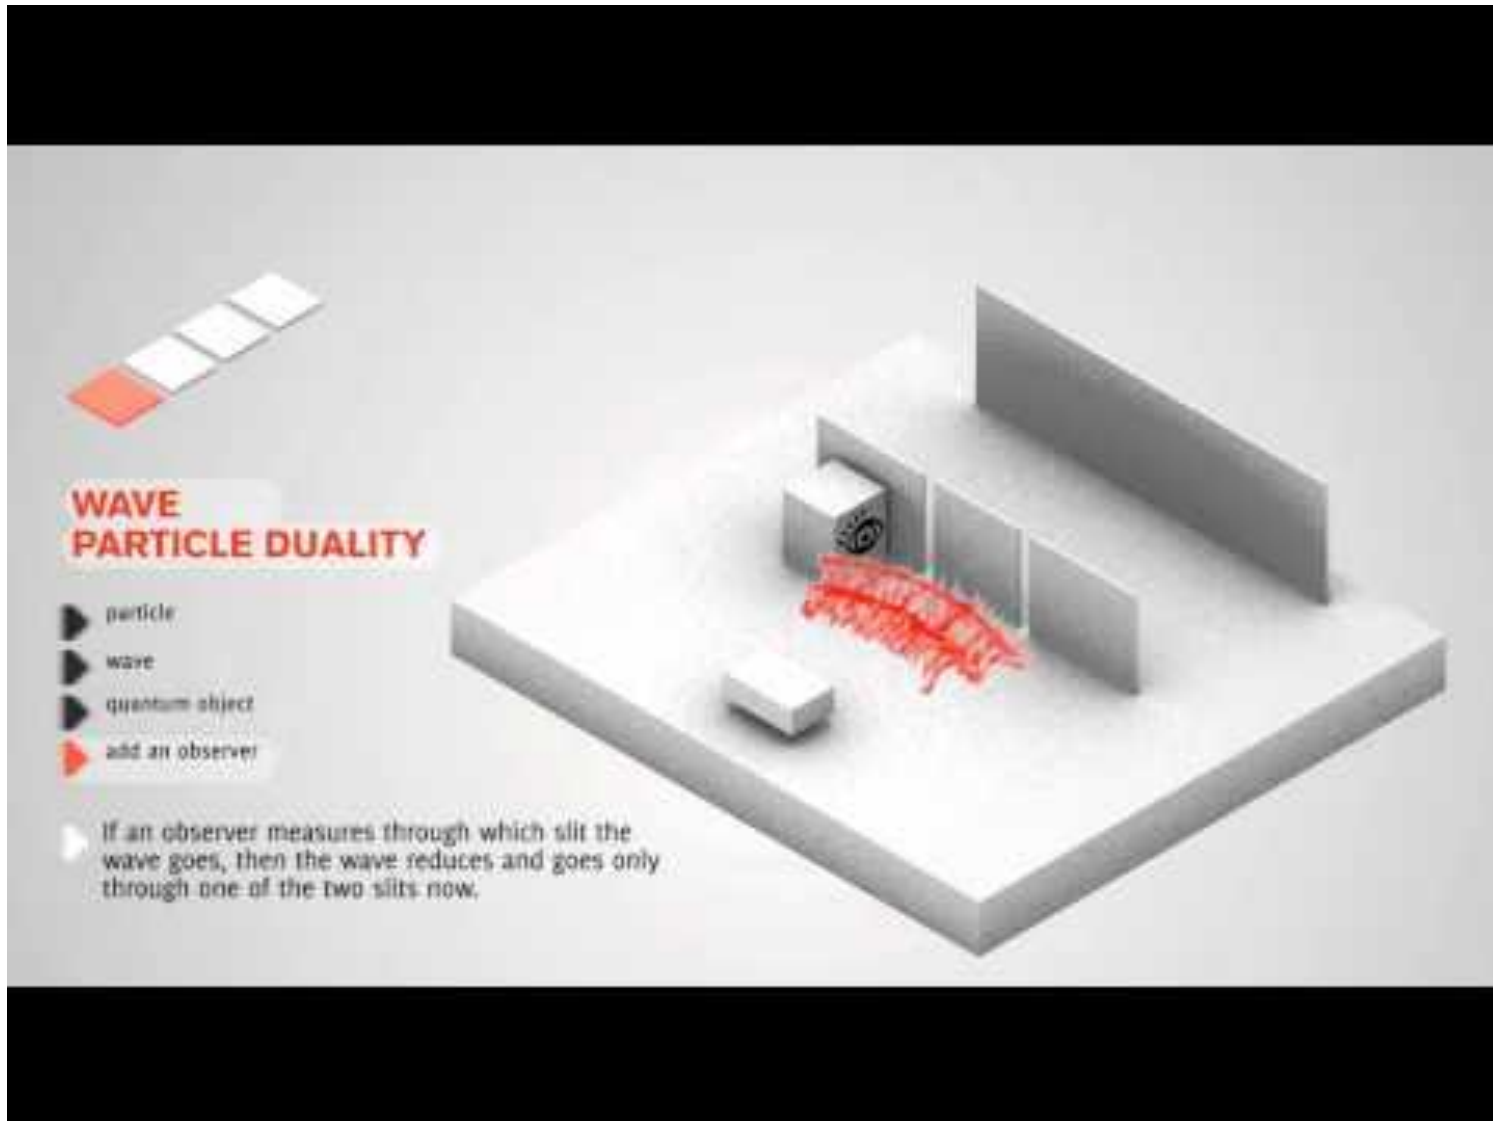 WAVE
PARTICLE DUALITY
particle
wave
quantum object
add an observer
If an observer measures through which slit the
wave goes, then the wave reduces and goes only
through one of the two slits now.